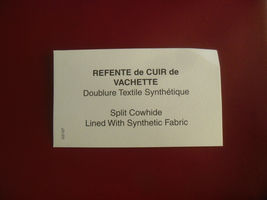 REFENTE de CUIR de
VACHETTE
Doublure Textile Synthétique
Split Cowhide
Lined With Synthetic Fabric